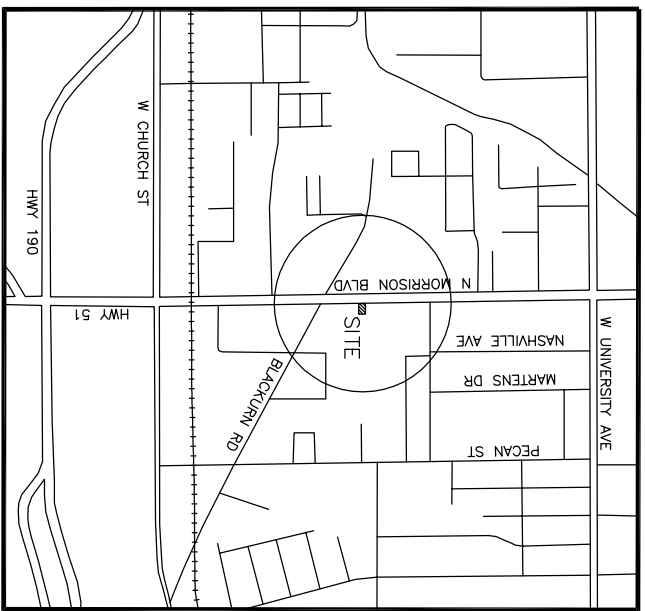 W CHURCH ST
HWY 190
N MORRISON BLVD
HWY 51
SITE
NASHVILLE AVE
W UNIVERSITY AVE
MARTENS DR
BLACKURN RD
PECAN ST